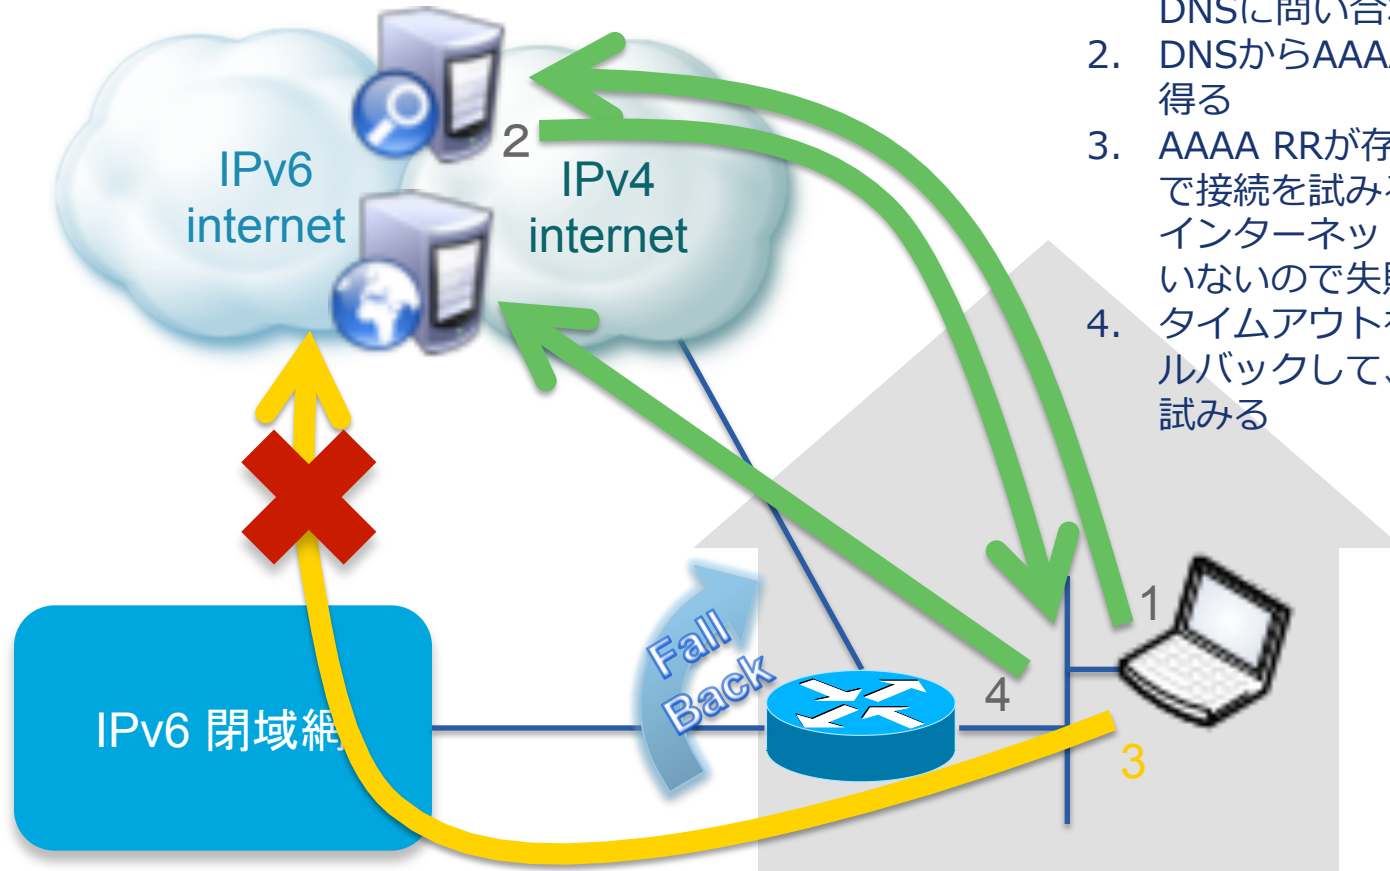 DNSに問い合
2. DNSからAAA
得る
3. AAAA RRが存
で接続を試み
インターネッ
いないので失
4. タイムアウト
ルバックして、
試みる
2
IPv6
internet
IPv4
internet
1
Fall
Back
4
IPv6 閉域網
3